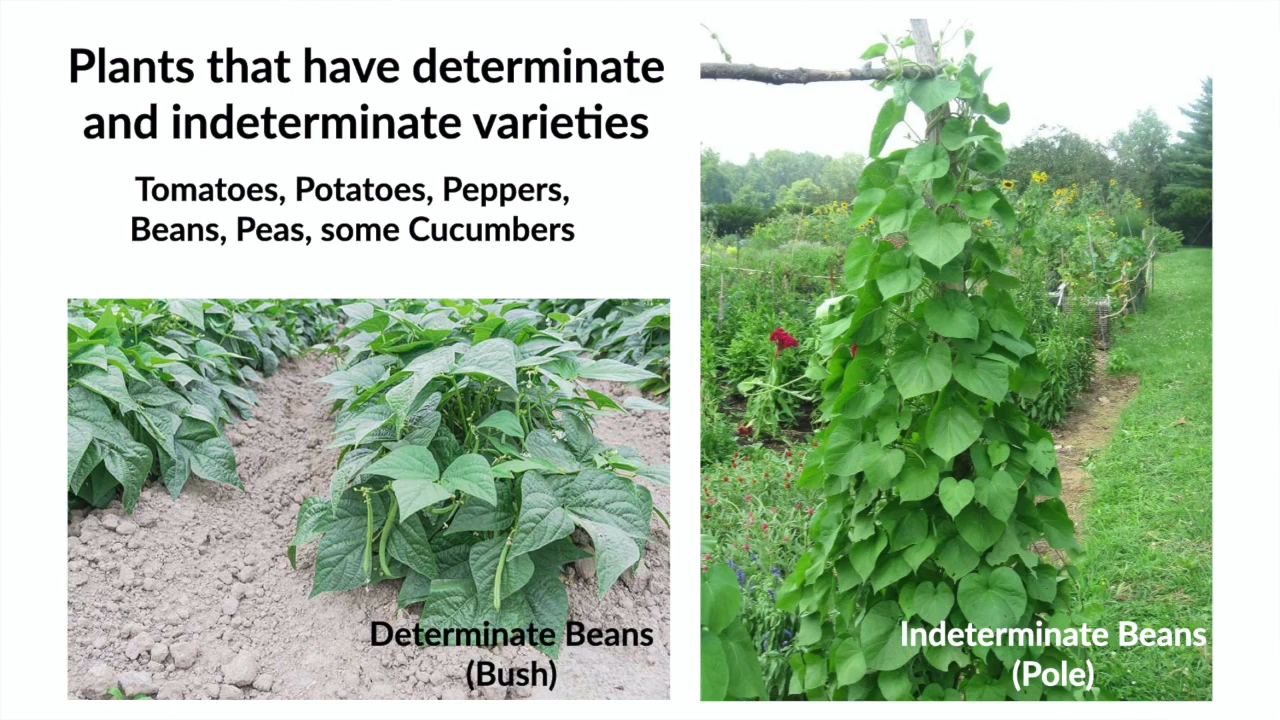 Plants that have determinate
and indeterminate varieties
Tomatoes, Potatoes, Peppers,
Beans, Peas, some Cucumbers
Determinate Beans
(Bush)
Indeterminate Beans
(Pole)